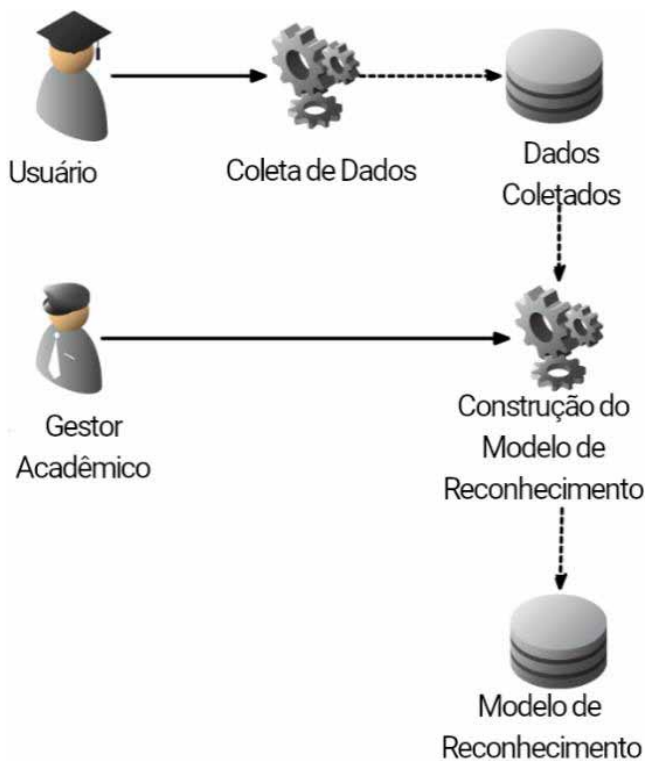 Usuário
Coleta de Dados
Dados
Coletados
Gestor
Acadêmico
Construção do
Modelo de
Reconhecimento
Modelo de
Reconhecimento